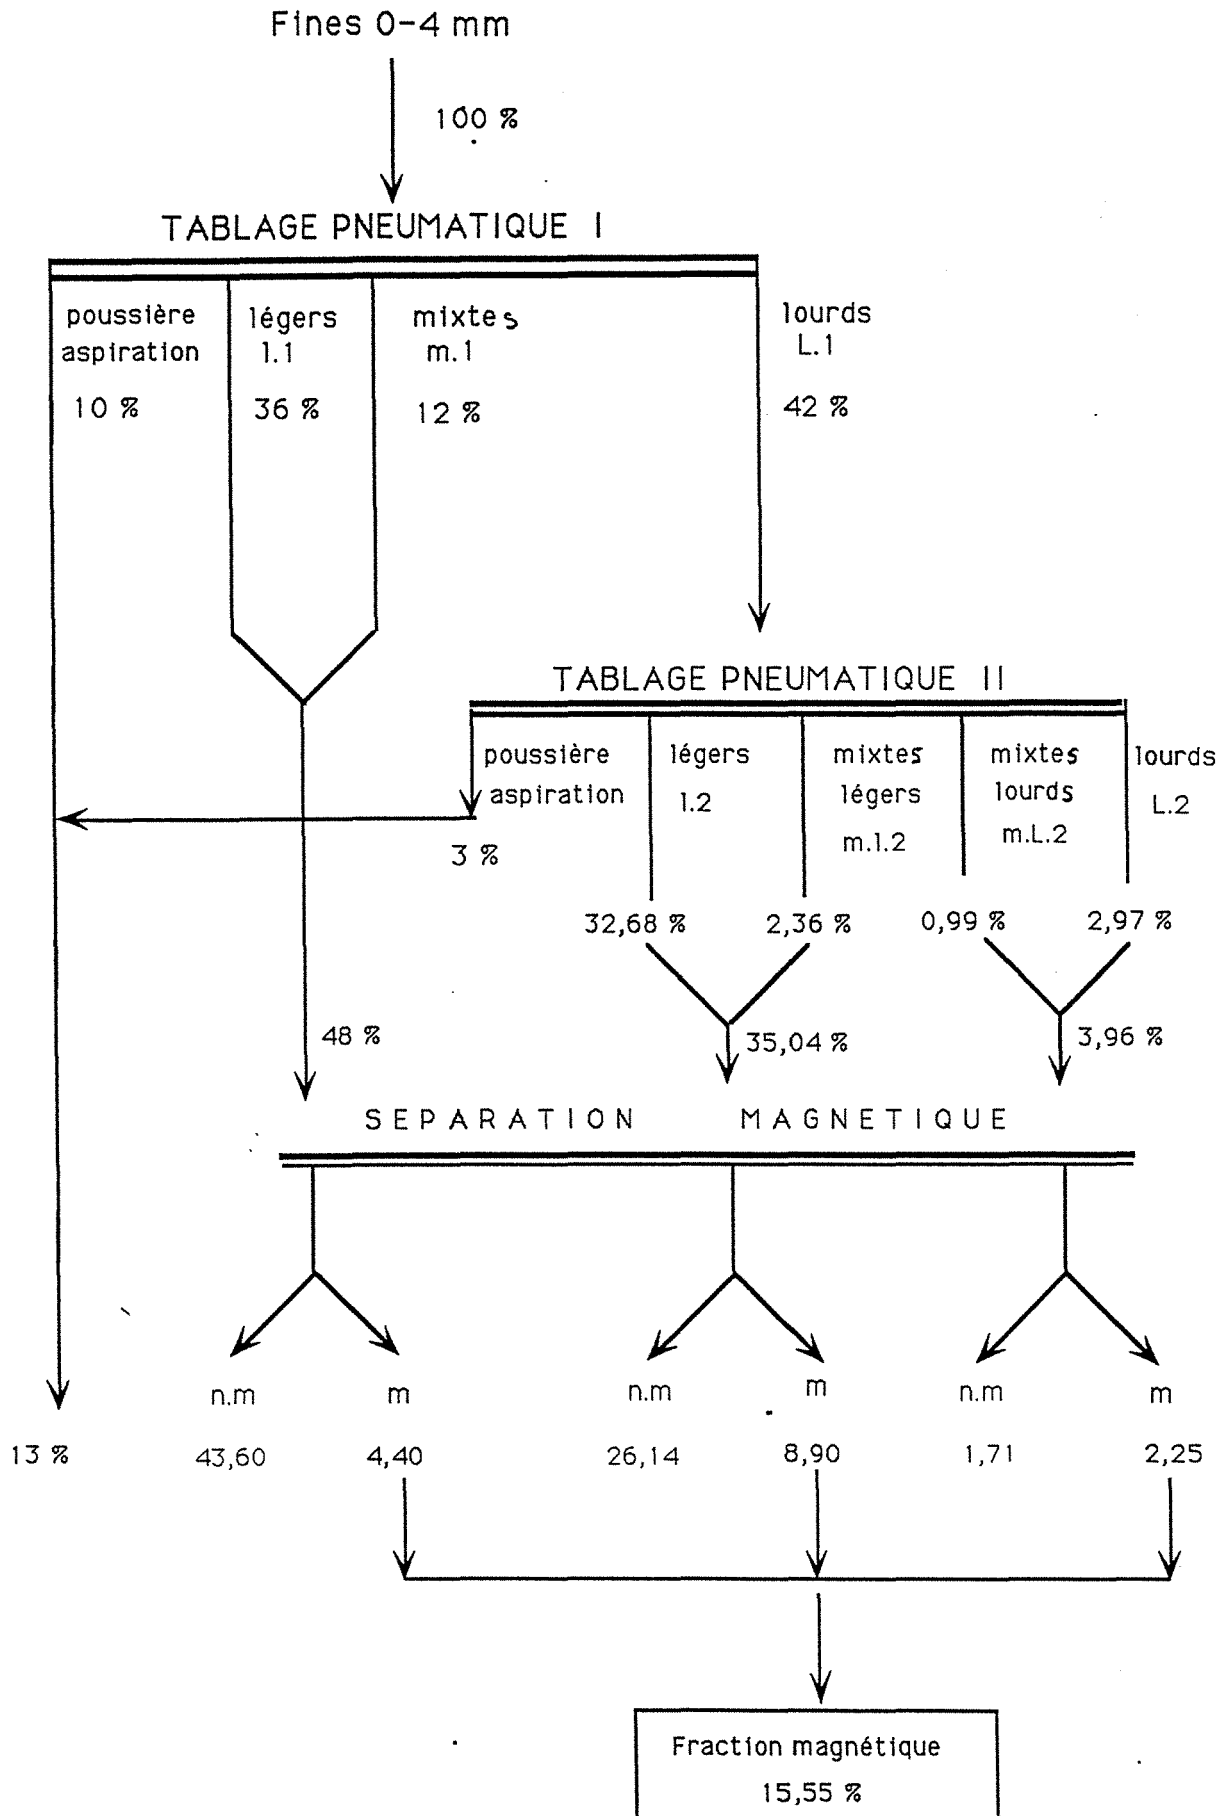 Fines 0-4 mm
100 %
TABLAGE PNEUMATIQUE I
poussière
aspiration
10 %
légers
l.1
36 %
mixtes
m.1
12 %
lourds
L.1
42 %
TABLAGE PNEUMATIQUE II
poussière
aspiration
3 %
légers
l.2
mixtes
légers
m.l.2
mixtes
lourds
m.L.2
lourds
L.2
32,68 %
2,36 %
0,99 %
2,97 %
48 %
35,04 %
3,96 %
SEPARATION MAGNETIQUE
n.m
m
n.m
m
n.m
m
13 %
43,60
4,40
26,14
8,90
1,71
2,25
Fraction magnétique
15,55 %